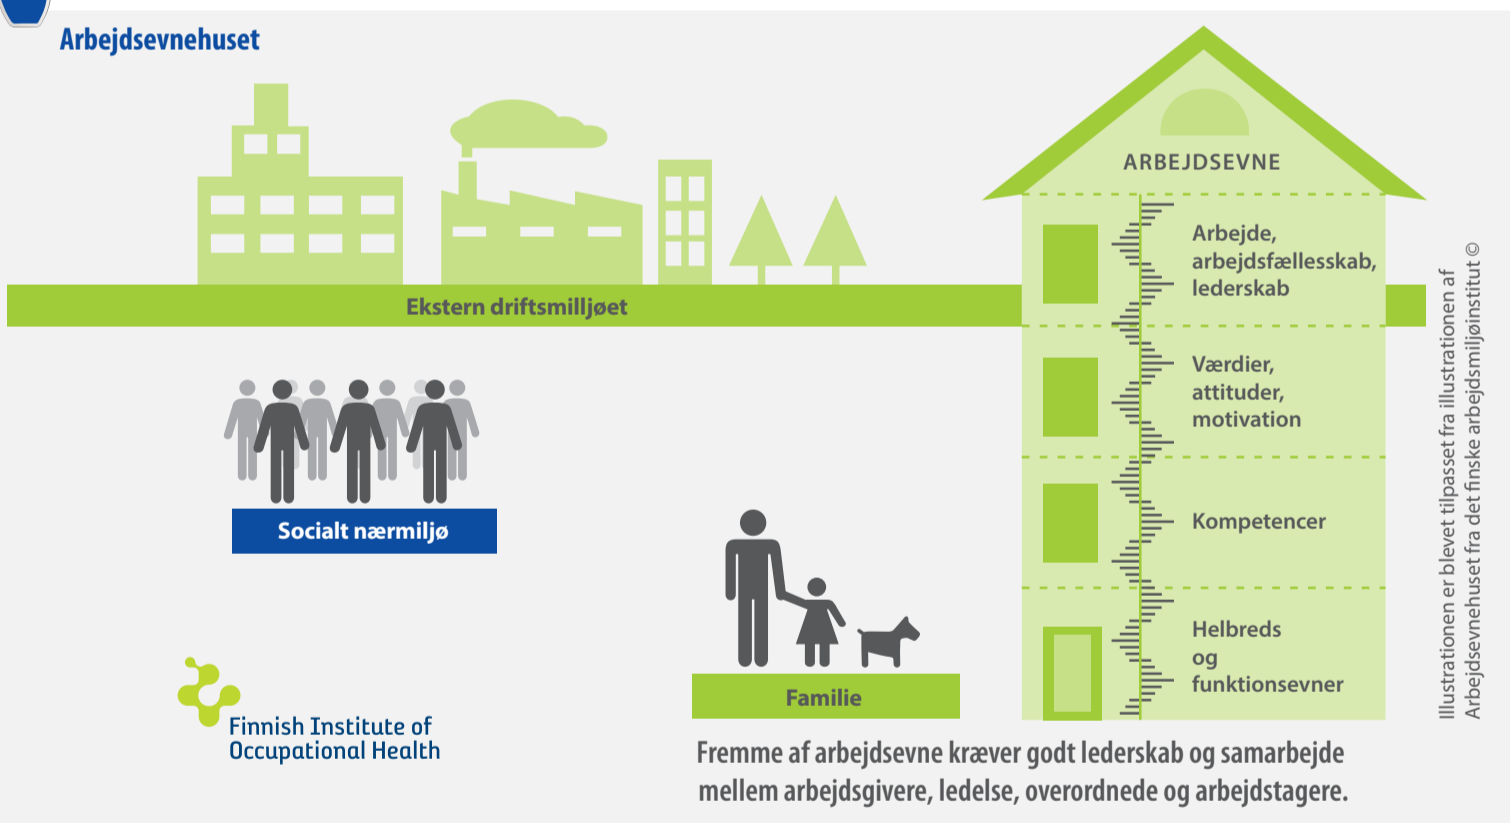 Arbejdsevnehuset
ARBEJDSEVNE
Arbejde,
arbejdsfællesskab,
lederskab
Ekstern driftsmilljøet
Værdier,
attituder,
motivation
Socialt nærmiljø
Kompetencer
Helbreds
og
funktionsevner
Familie
Finnish Institute of
Occupational Health
Fremme af arbejdsevne kræver godt lederskab og samarbejde
mellem arbejdsgivere, ledelse, overordnede og arbejdstagere.
Illustrationen er blevet tilpasset fra illustrationen af
Arbejdsevnehuset fra det finske arbejdsmiljøinstitut ©